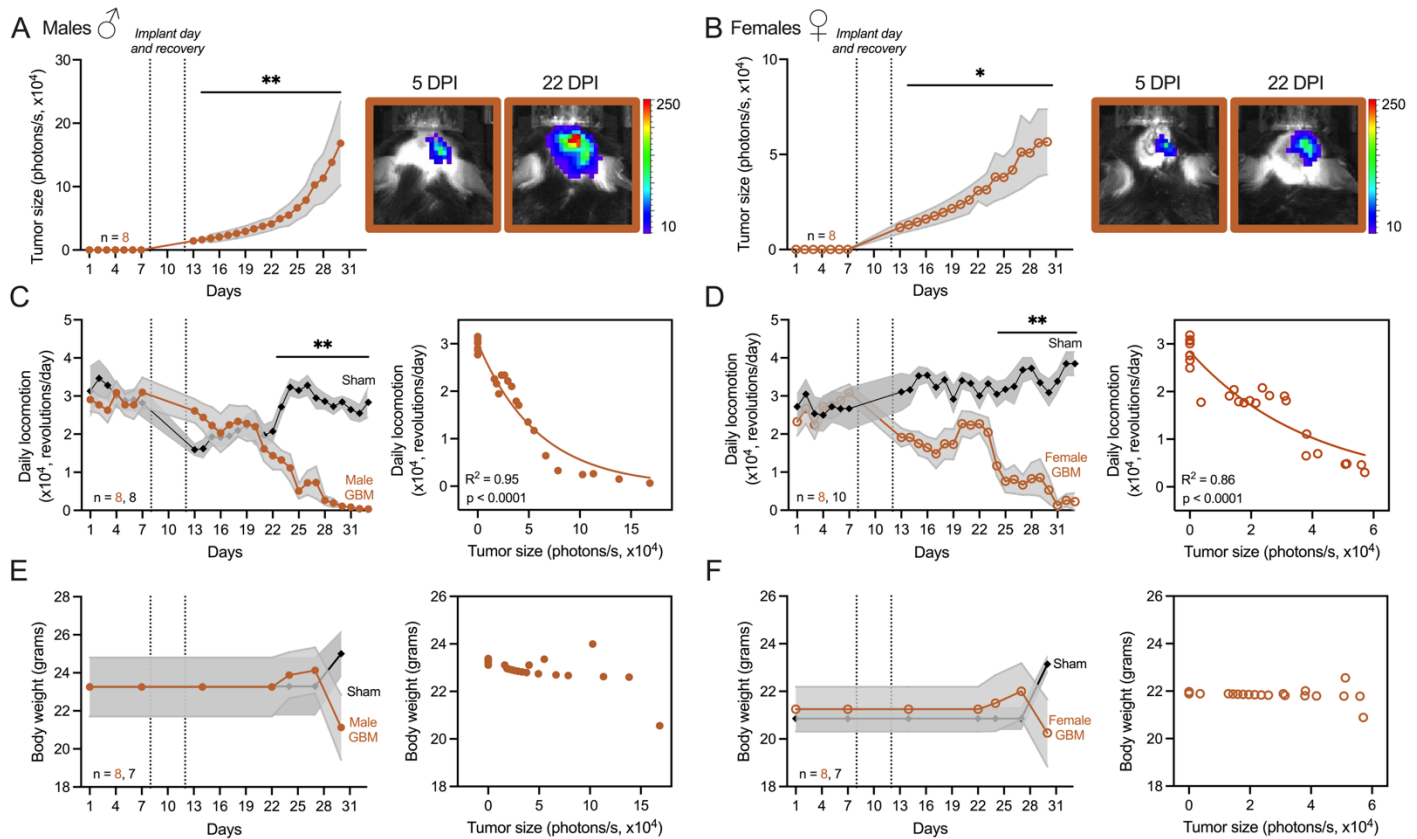 A Males ♂
Implant day
and recovery
Tumor size (photons/s, x10⁴)
30
20
10
0
**
n = 8
1 4 7 10 13 16 19 22 25 28 31
Days
5 DPI 22 DPI
250
10
B Females ♀
Implant day
and recovery
Tumor size (photons/s, x10⁴)
10
5
0
*
n = 8
1 4 7 10 13 16 19 22 25 28 31
Days
5 DPI 22 DPI
250
10
C
Daily locomotion
(x10⁴, revolutions/day)
5
4
3
2
1
0
**
Sham
Male
GBM
n = 8, 8
1 4 7 10 13 16 19 22 25 28 31
Days
Daily locomotion
(x10⁴, revolutions/day)
3
2
1
0
R² = 0.95
p < 0.0001
0 5 10 15
Tumor size (photons/s, x10⁴)
D
Daily locomotion
(x10⁴, revolutions/day)
5
4
3
2
1
0
**
Sham
Female
GBM
n = 8, 10
1 4 7 10 13 16 19 22 25 28 31
Days
Daily locomotion
(x10⁴, revolutions/day)
3
2
1
0
R² = 0.86
p < 0.0001
0 2 4 6
Tumor size (photons/s, x10⁴)
E
Body weight (grams)
28
26
24
22
20
18
Sham
Male
GBM
n = 8, 7
1 4 7 10 13 16 19 22 25 28 31
Days
Body weight (grams)
26
24
22
20
18
0 5 10 15
Tumor size (photons/s, x10⁴)
F
Body weight (grams)
26
24
22
20
18
Sham
Female
GBM
n = 8, 7
1 4 7 10 13 16 19 22 25 28 31
Days
Body weight (grams)
26
24
22
20
18
0 2 4 6
Tumor size (photons/s, x10⁴)